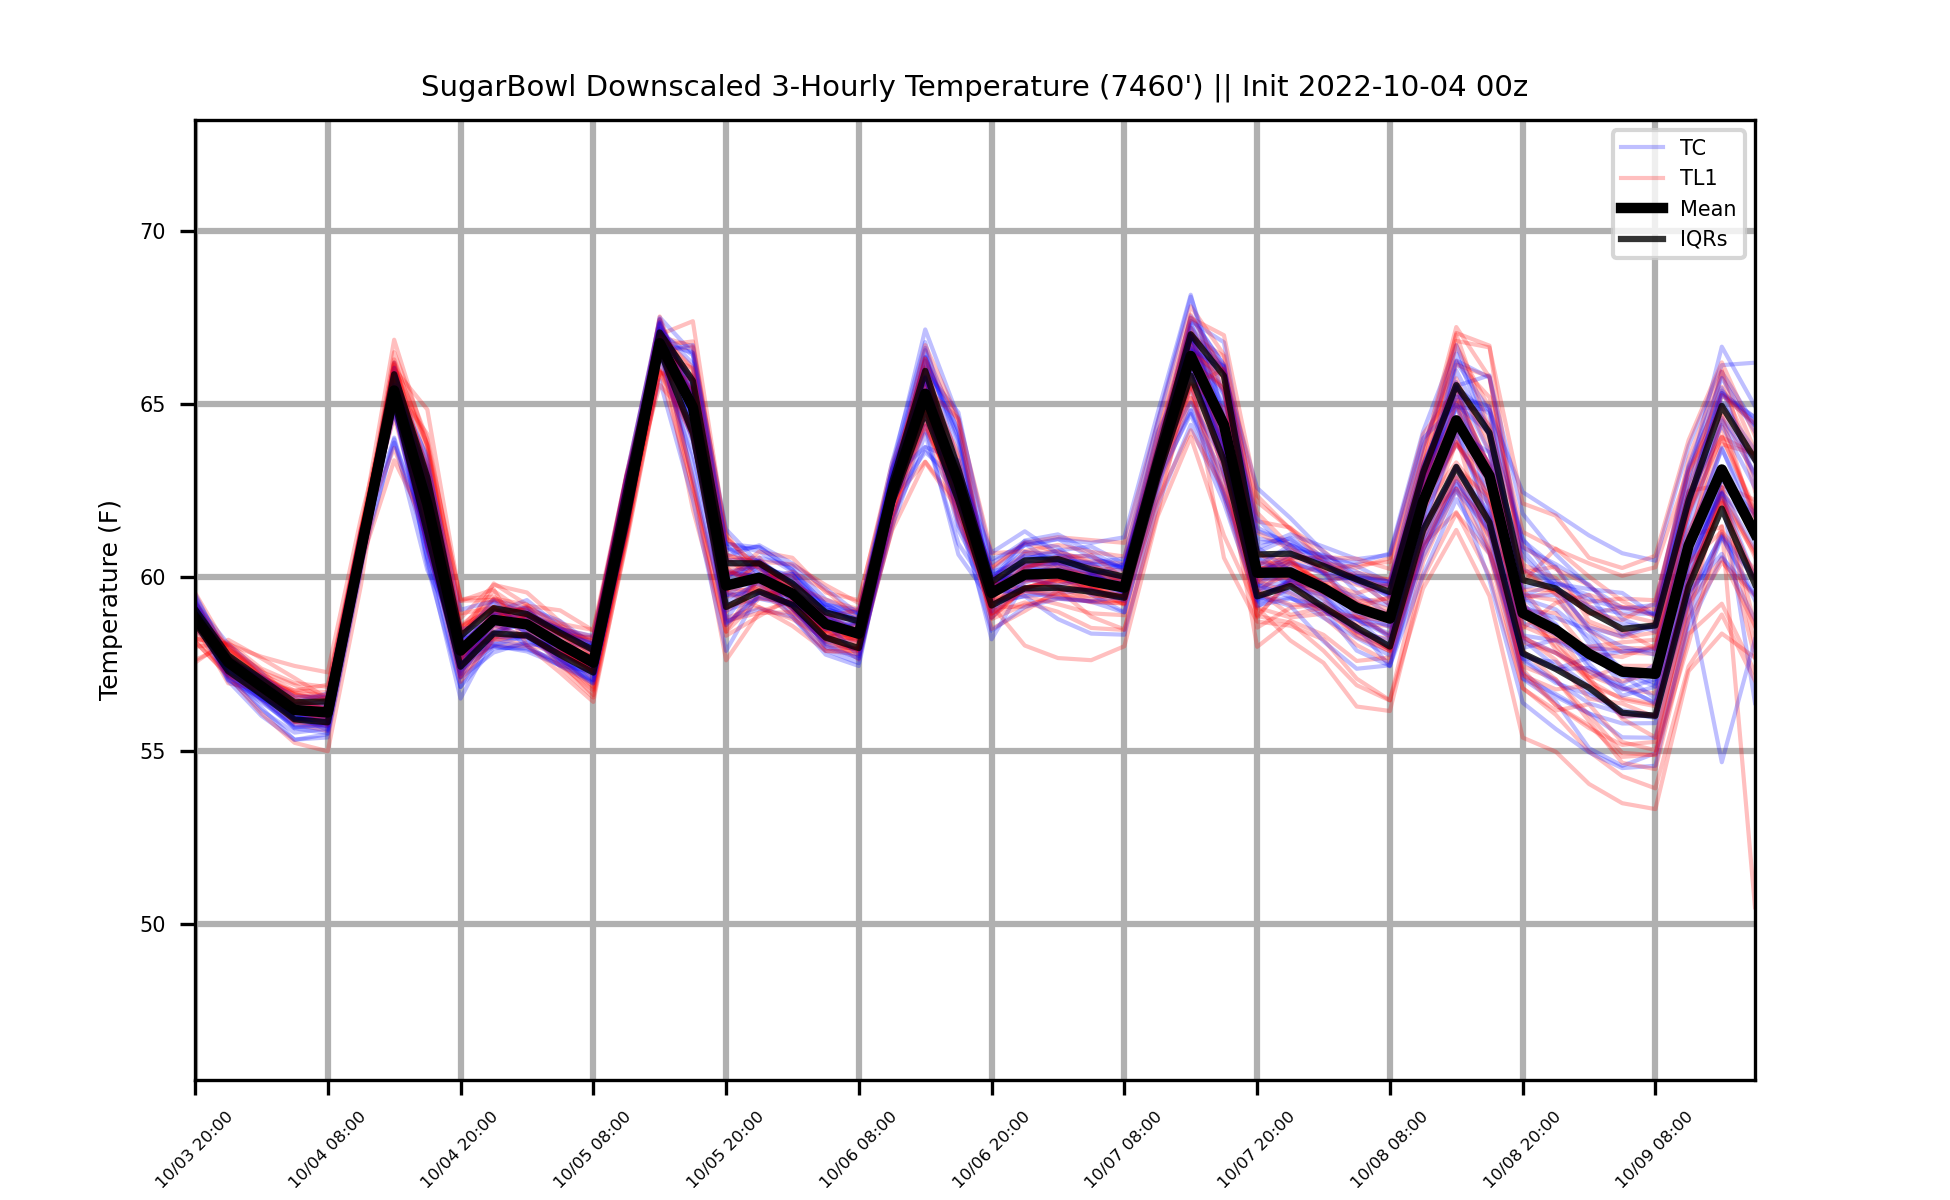 SugarBowl Downscaled 3-Hourly Temperature (7460') || Init 2022-10-04 00z
TC
TL1
Mean
IQRs
Temperature (F)
70
65
60
55
50
10/03 20:00
10/04 08:00
10/04 20:00
10/05 08:00
10/05 20:00
10/06 08:00
10/06 20:00
10/07 08:00
10/07 20:00
10/08 08:00
10/08 20:00
10/09 08:00